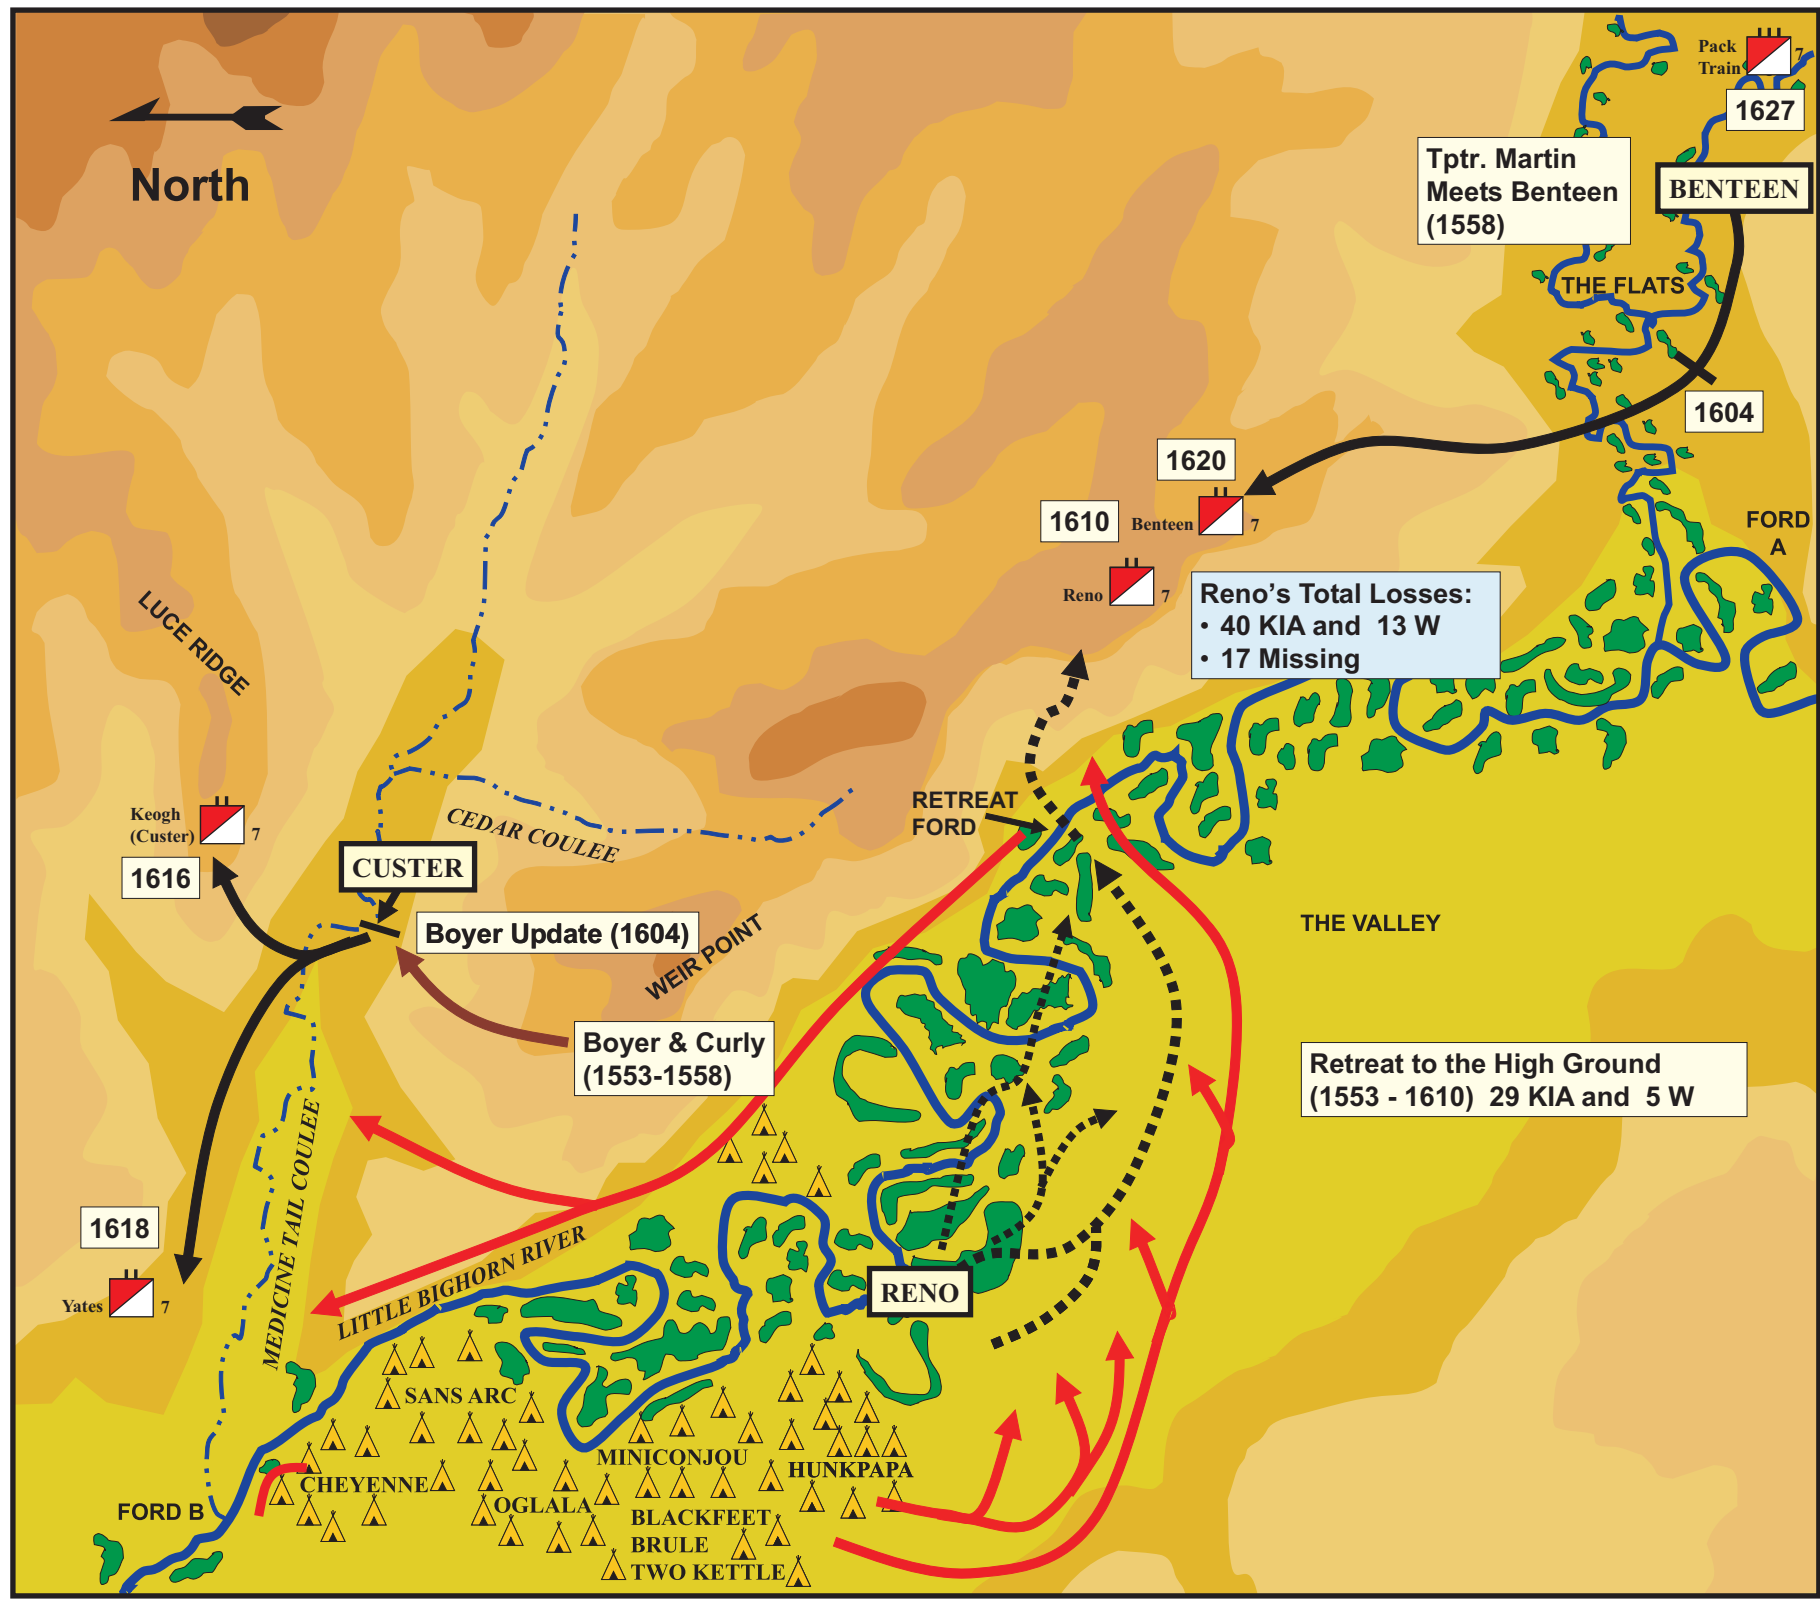 Pack
Train
7
1627
North
Tptr. Martin
Meets Benteen
(1558)
BENTEEN
THE FLATS
1604
1620
Benteen
7
1610
Reno
7
FORD
A
Reno's Total Losses:
• 40 KIA and 13 W
• 17 Missing
LUCE RIDGE
Keogh
(Custer)
7
1616
CUSTER
CEDAR COULEE
RETREAT
FORD
Boyer Update (1604)
WEIR POINT
THE VALLEY
Boyer & Curly
(1553-1558)
Retreat to the High Ground
(1553 - 1610) 29 KIA and 5 W
MEDICINE TAIL COULEE
1618
Yates
7
LITTLE BIGHORN RIVER
RENO
SANS ARC
MINICONJOU
HUNKPAPA
CHEYENNE
OGLALA
BLACKFEET
BRULE
TWO KETTLE
FORD B